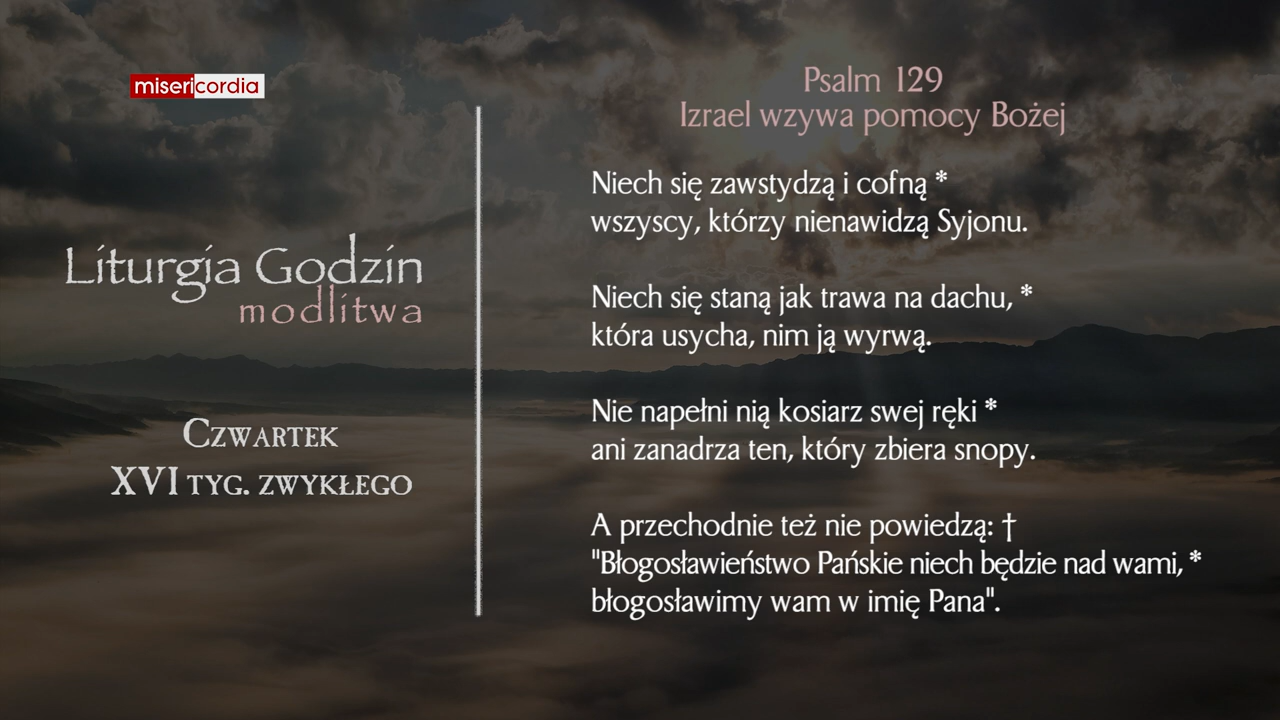 misericordia
Liturgia Godzin
modlitwa
Czwartek
XVI tyg. zwykłego
Psalm 129
Izrael wzywa pomocy Bożej
Niech się zawstydzą i cofną *
wszyscy, którzy nienawidzą Syjonu.
Niech się staną jak trawa na dachu, *
która usycha, nim ją wyrwą.
Nie napełni nią kosiarz swej ręki *
ani zanadrza ten, który zbiera snopy.
A przechodnie też nie powiedzą: †
"Błogosławieństwo Pańskie niech będzie nad wami, *
błogosławimy wam w imię Pana".